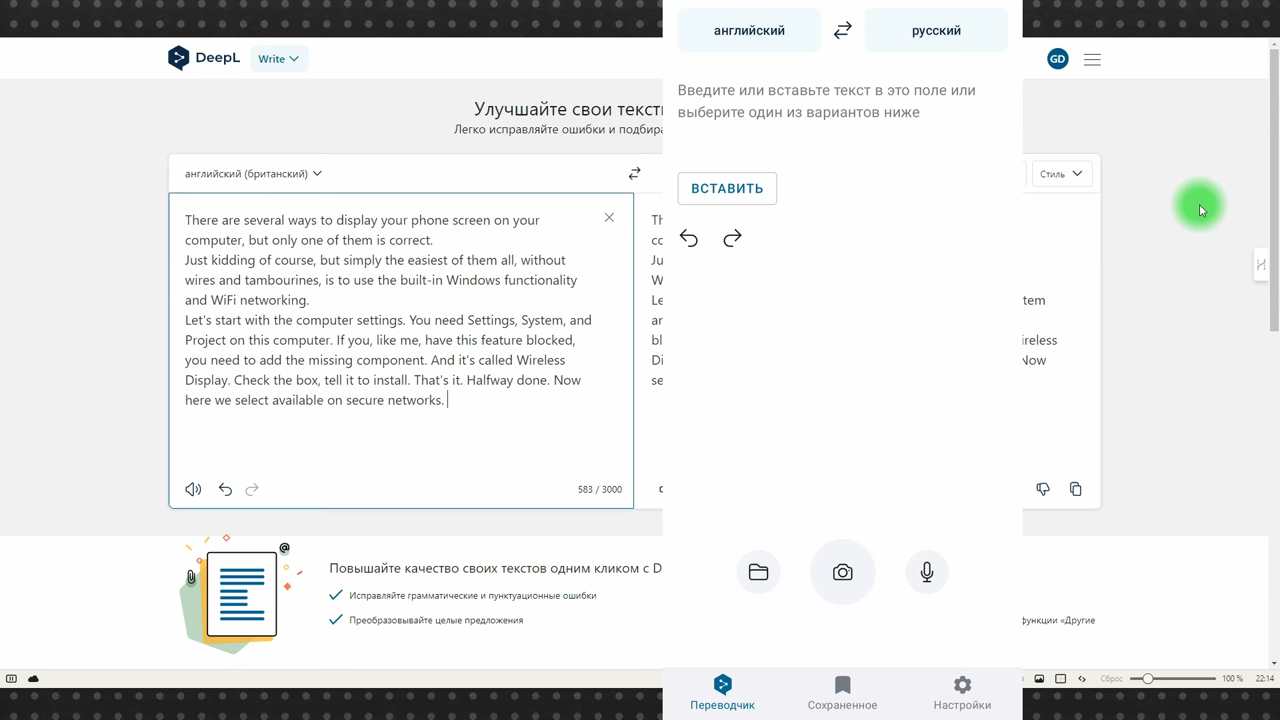 DeepL
Write
GD
Улучшайте свои текст
Легко исправляйте ошибки и подбира
английский (британский)
There are several ways to display your phone screen on your
computer, but only one of them is correct.
Just kidding of course, but simply the easiest of them all, without
wires and tambourines, is to use the built-in Windows functionality
and WiFi networking.
Let's start with the computer settings. You need Settings, System, and
Project on this computer. If you, like me, have this feature blocked,
you need to add the missing component. And it's called Wireless
Display. Check the box, tell it to install. That's it. Halfway done. Now
here we select available on secure networks.
583 / 3000
Th
co
Ju
W
Le
an
bl
Di
se
английский
русский
Введите или вставьте текст в это поле или
выберите один из вариантов ниже
ВСТАВИТЬ
Переводчик
Сохраненное
Настройки
Стиль
tem
ireless
Now
Повышайте качество своих текстов одним кликом с D
Исправляйте грамматические и пунктуационные ошибки
Преобразовывайте целые предложения
функции «Другие
Сброс
100 %
22:14